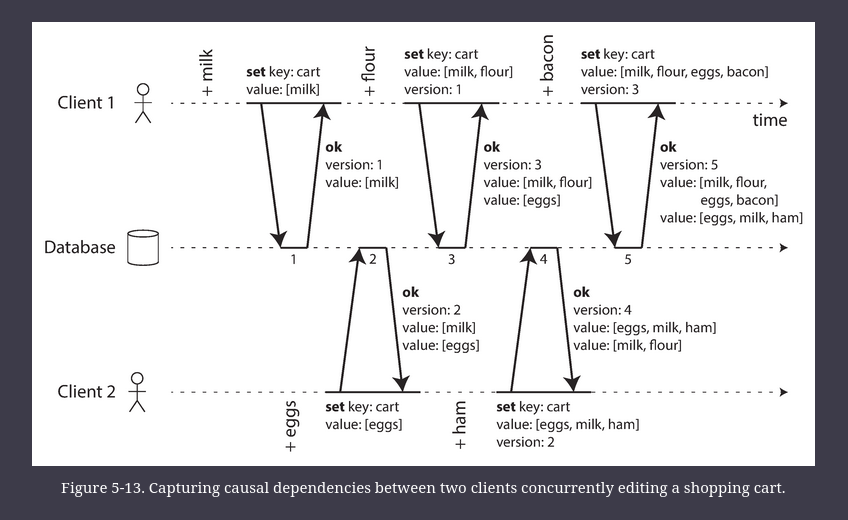 + milk
set key: cart
value: [milk]
+ flour
set key: cart
value: [milk, flour]
version: 1
+ bacon
set key: cart
value: [milk, flour, eggs, bacon]
version: 3
Client 1
time
ok
version: 1
value: [milk]
ok
version: 3
value: [milk, flour]
value: [eggs]
ok
version: 5
value: [milk, flour,
eggs, bacon]
value: [eggs, milk, ham]
Database
1
2
3
4
5
ok
version: 2
value: [milk]
value: [eggs]
ok
version: 4
value: [eggs, milk, ham]
value: [milk, flour]
Client 2
+ eggs
set key: cart
value: [eggs]
+ ham
set key: cart
value: [eggs, milk, ham]
version: 2
Figure 5-13. Capturing causal dependencies between two clients concurrently editing a shopping cart.